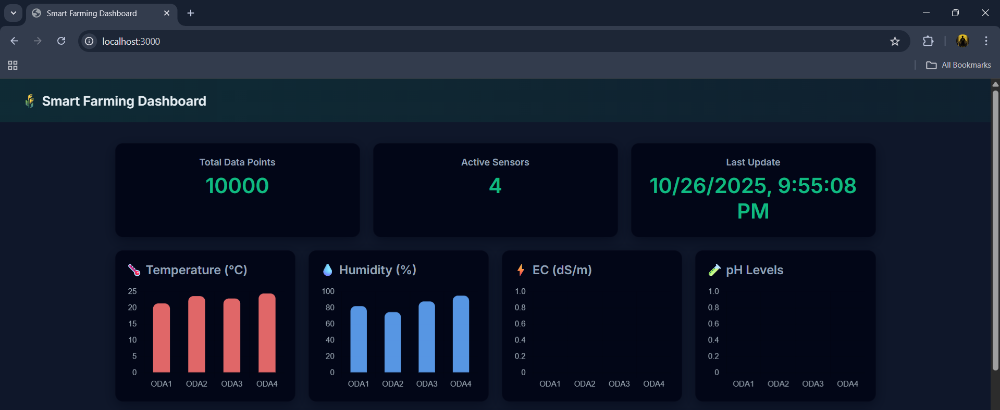 Smart Farming Dashboard
localhost:3000
All Bookmarks
Smart Farming Dashboard
Total Data Points
10000
Active Sensors
4
Last Update
10/26/2025, 9:55:08
PM
Temperature (°C)
25
20
15
10
5
0
ODA1 ODA2 ODA3 ODA4
Humidity (%)
100
80
60
40
20
0
ODA1 ODA2 ODA3 ODA4
EC (dS/m)
1.0
0.8
0.6
0.4
0.2
0
ODA1 ODA2 ODA3 ODA4
pH Levels
1.0
0.8
0.6
0.4
0.2
0
ODA1 ODA2 ODA3 ODA4